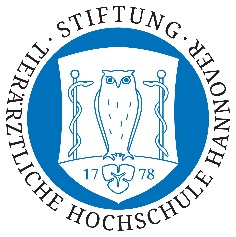 · STIFTUNG ·
TIERÄRZTLICHE HOCHSCHULE HANNOVER
17 78